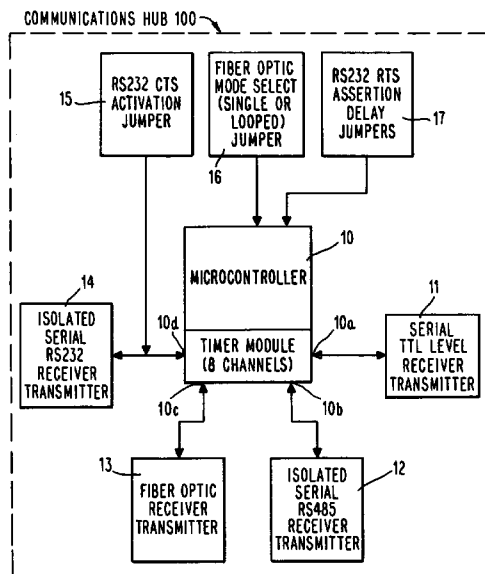 COMMUNICATIONS HUB 100
15
RS232 CTS
ACTIVATION
JUMPER
FIBER OPTIC
MODE SELECT
(SINGLE OR
LOOPED)
JUMPER
16
RS232 RTS
ASSERTION
DELAY
JUMPERS
17
10
MICROCONTROLLER
14
ISOLATED
SERIAL
RS232
RECEIVER
TRANSMITTER
10d
TIMER MODULE
(8 CHANNELS)
10a
11
SERIAL
TTL LEVEL
RECEIVER
TRANSMITTER
10c
10b
13
FIBER OPTIC
RECEIVER
TRANSMITTER
12
ISOLATED
SERIAL
RS485
RECEIVER
TRANSMITTER